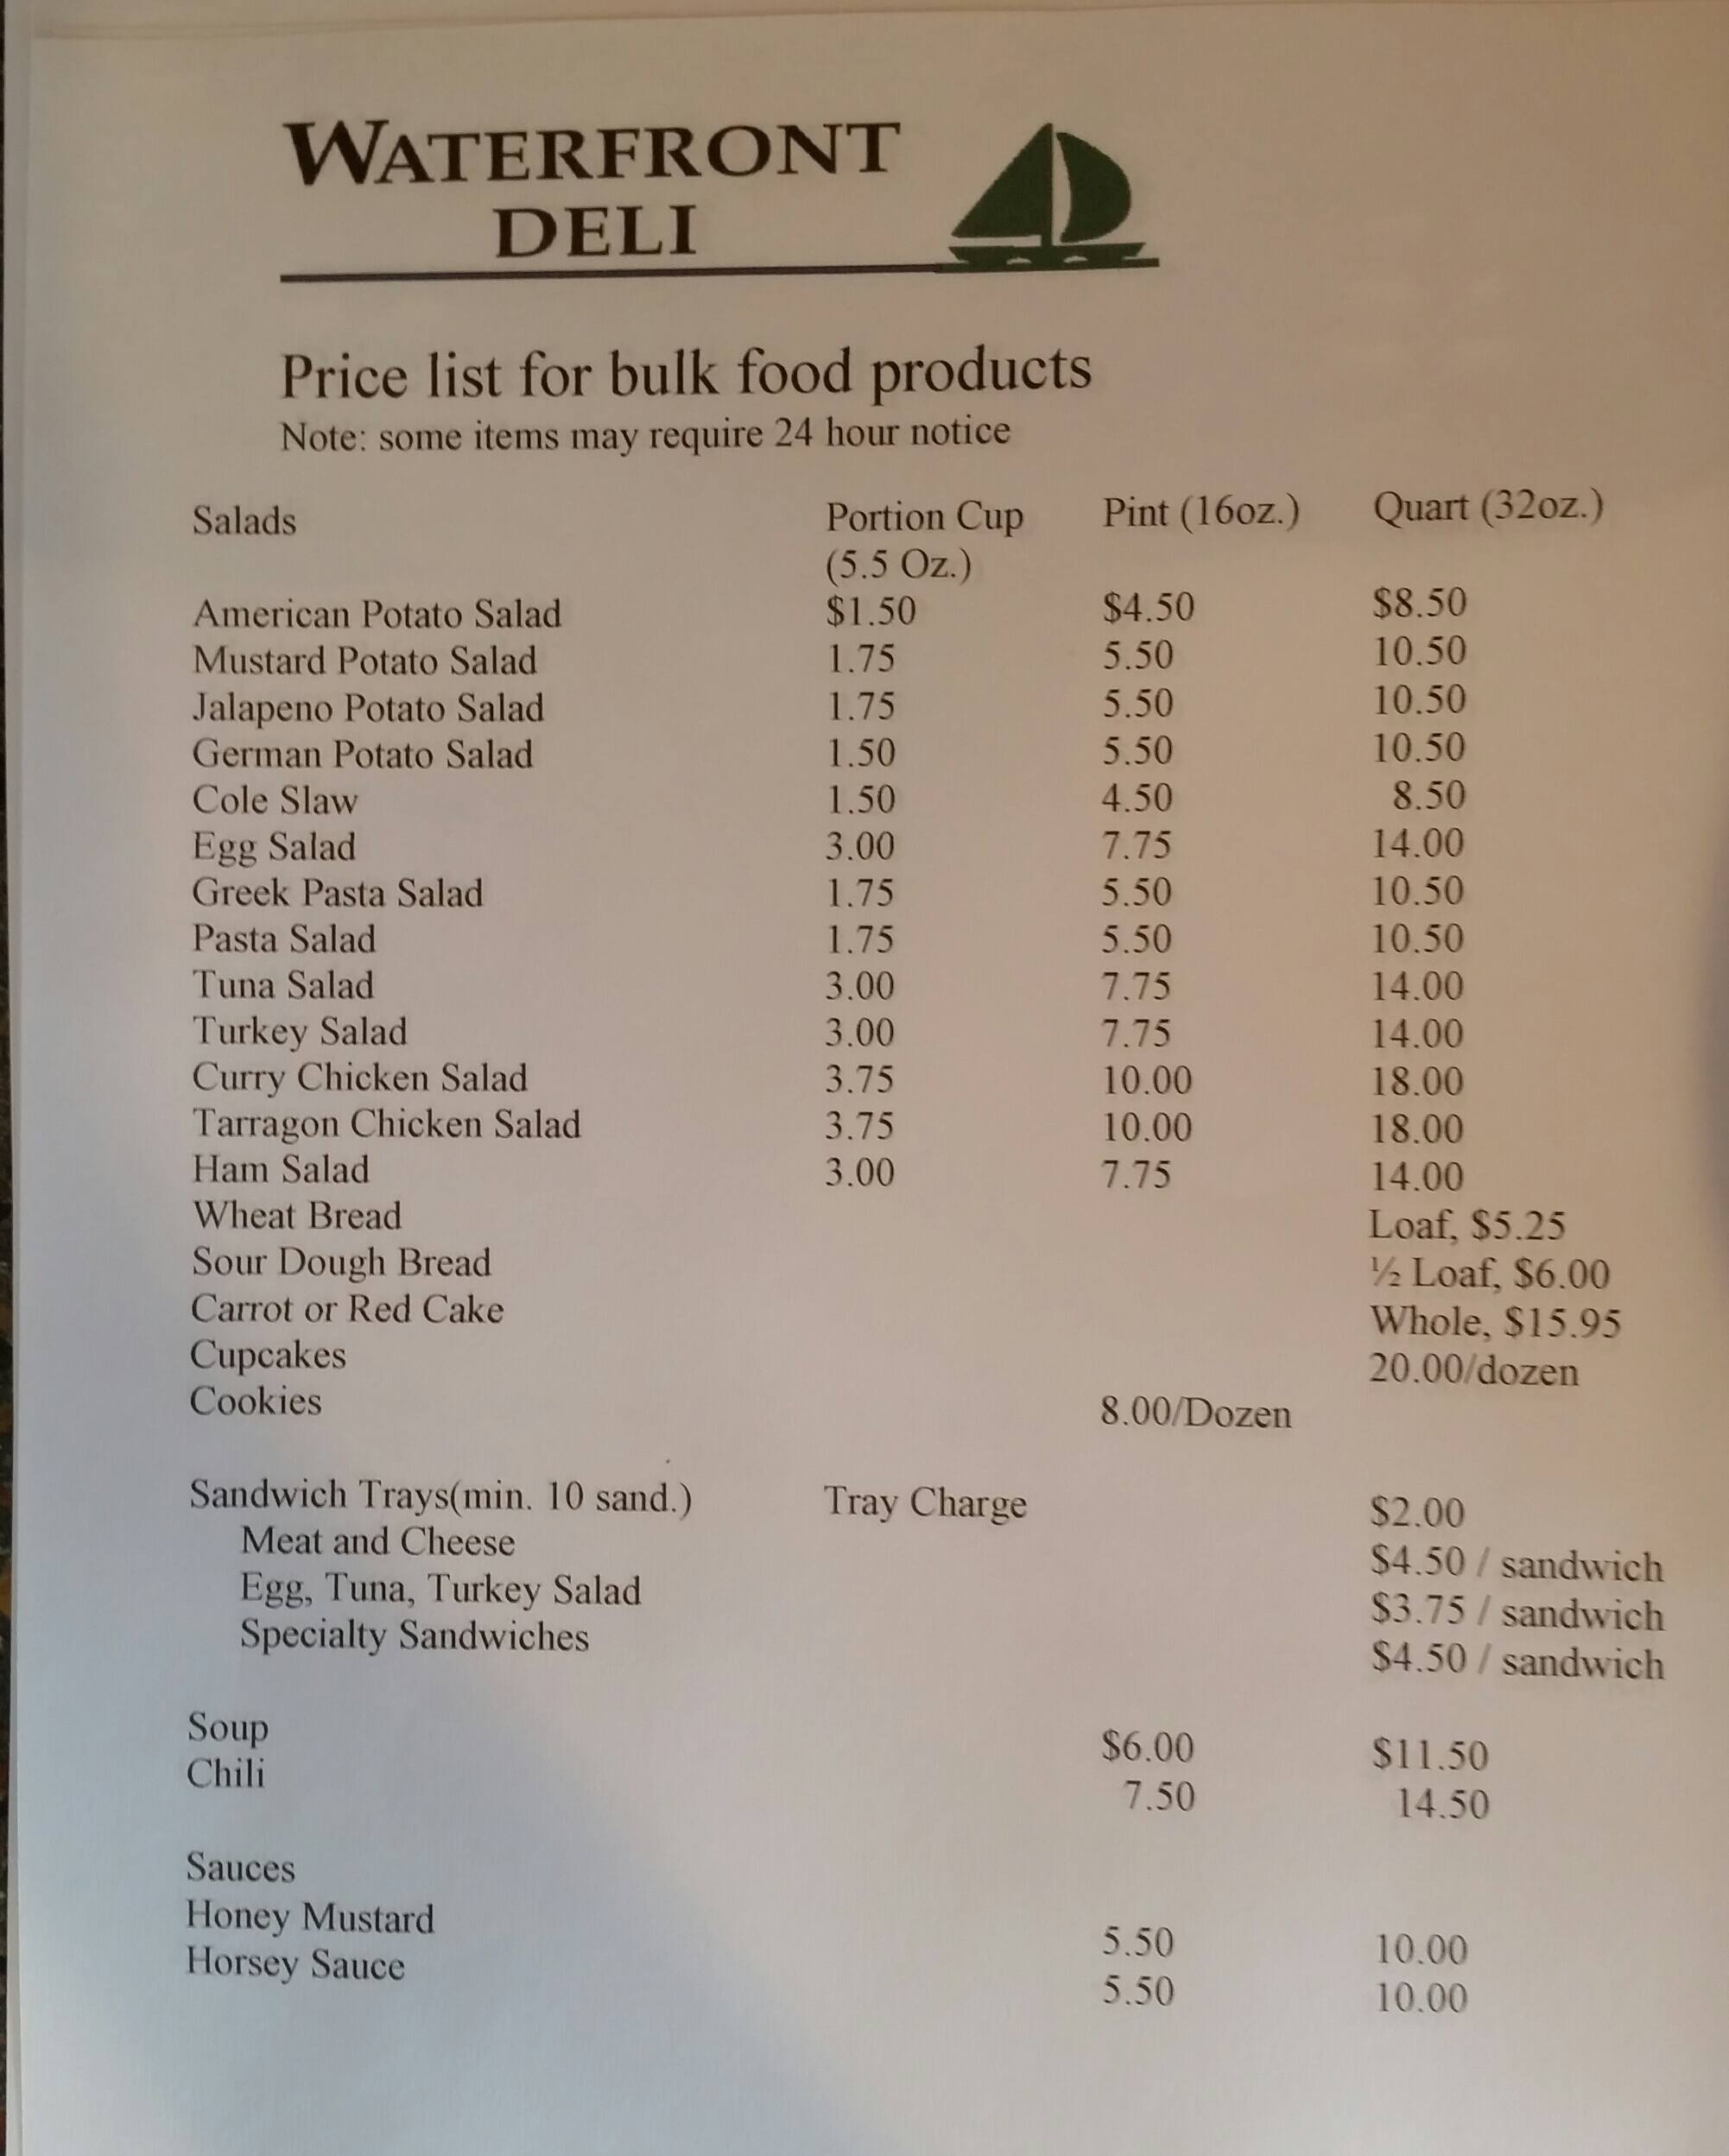 WATERFRONT
DELI
Price list for bulk food products
Note: some items may require 24 hour notice
Salads Portion Cup Pint (16oz.) Quart (32oz.)
(5.5 Oz.)
American Potato Salad $1.50 $4.50 $8.50
Mustard Potato Salad 1.75 5.50 10.50
Jalapeno Potato Salad 1.75 5.50 10.50
German Potato Salad 1.50 5.50 10.50
Cole Slaw 1.50 4.50 8.50
Egg Salad 3.00 7.75 14.00
Greek Pasta Salad 1.75 5.50 10.50
Pasta Salad 1.75 5.50 10.50
Tuna Salad 3.00 7.75 14.00
Turkey Salad 3.00 7.75 14.00
Curry Chicken Salad 3.75 10.00 18.00
Tarragon Chicken Salad 3.75 10.00 18.00
Ham Salad 3.00 7.75 14.00
Wheat Bread Loaf, $5.25
Sour Dough Bread ½ Loaf, $6.00
Carrot or Red Cake Whole, $15.95
Cupcakes 20.00/dozen
Cookies 8.00/Dozen
Sandwich Trays(min. 10 sand.) Tray Charge $2.00
Meat and Cheese $4.50 / sandwich
Egg, Tuna, Turkey Salad $3.75 / sandwich
Specialty Sandwiches $4.50 / sandwich
Soup $6.00 $11.50
Chili 7.50 14.50
Sauces
Honey Mustard 5.50 10.00
Horsey Sauce 5.50 10.00